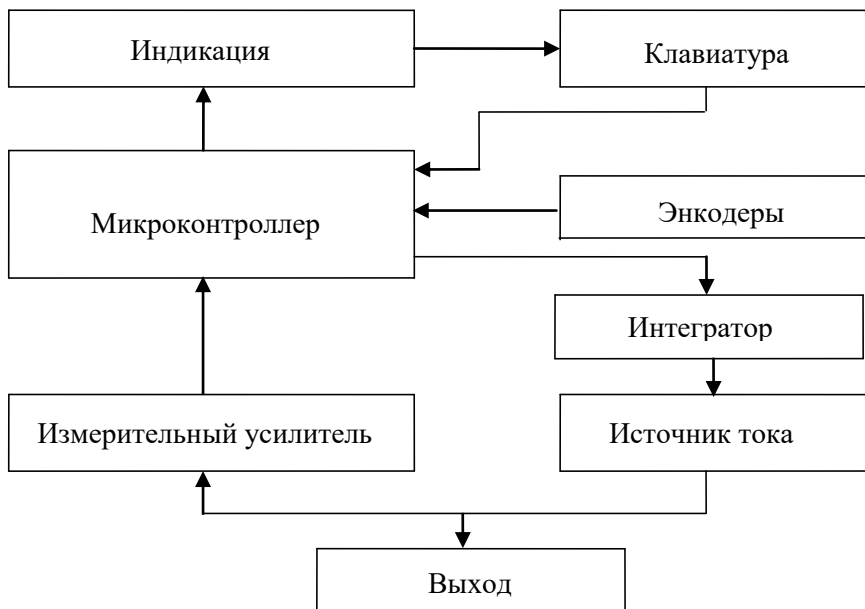 Индикация
Клавиатура
Микроконтроллер
Энкодеры
Интегратор
Измерительный усилитель
Источник тока
Выход